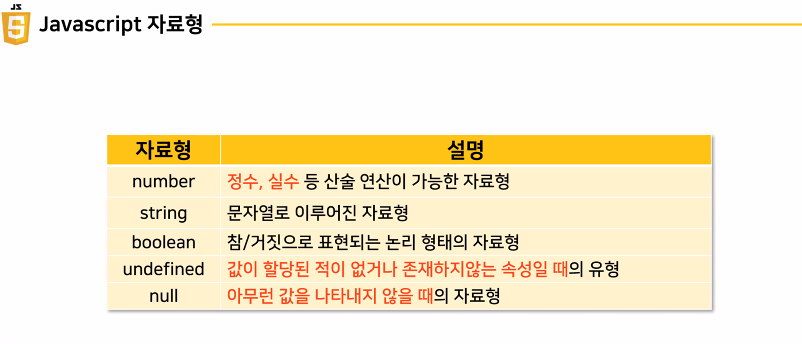 JS
5
Javascript 자료형
자료형 설명
number 정수, 실수 등 산술 연산이 가능한 자료형
string 문자열로 이루어진 자료형
boolean 참/거짓으로 표현되는 논리 형태의 자료형
undefined 값이 할당된 적이 없거나 존재하지않는 속성일 때의 유형
null 아무런 값을 나타내지 않을 때의 자료형